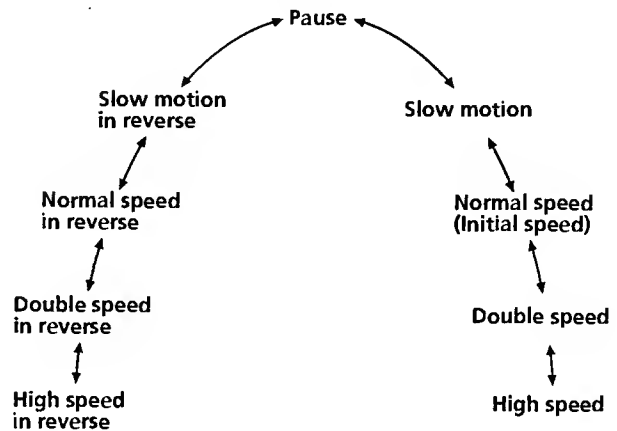 Pause
Slow motion
in reverse
Slow motion
Normal speed
in reverse
Normal speed
(Initial speed)
Double speed
in reverse
Double speed
High speed
in reverse
High speed